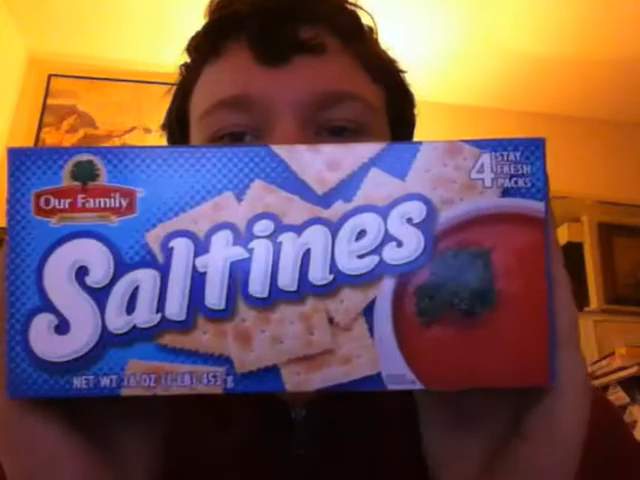 Our Family
4 STAY
FRESH
PACKS
Saltines
NET WT 16 OZ (1 LB) 453 g